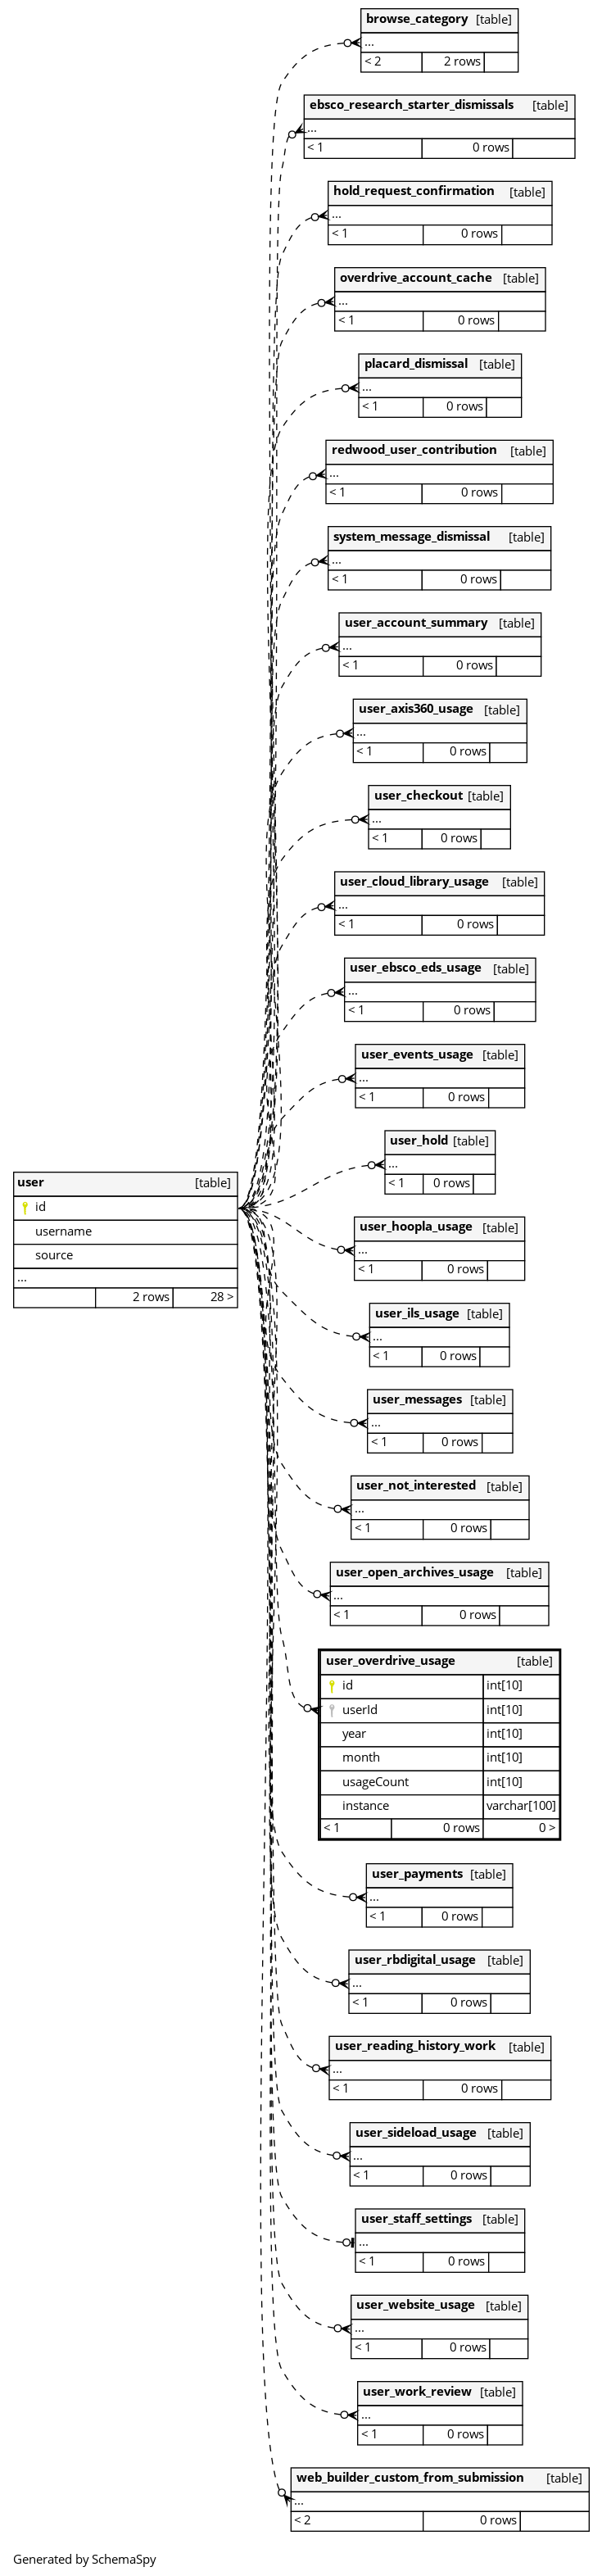 browse_category [table]
...
< 2 2 rows
ebsco_research_starter_dismissals [table]
...
< 1 0 rows
hold_request_confirmation [table]
...
< 1 0 rows
overdrive_account_cache [table]
...
< 1 0 rows
placard_dismissal [table]
...
< 1 0 rows
redwood_user_contribution [table]
...
< 1 0 rows
system_message_dismissal [table]
...
< 1 0 rows
user_account_summary [table]
...
< 1 0 rows
user_axis360_usage [table]
...
< 1 0 rows
user_checkout [table]
...
< 1 0 rows
user_cloud_library_usage [table]
...
< 1 0 rows
user_ebsco_eds_usage [table]
...
< 1 0 rows
user_events_usage [table]
...
< 1 0 rows
user_hold [table]
...
< 1 0 rows
user [table]
id
username
source
...
2 rows 28 >
user_hoopla_usage [table]
...
< 1 0 rows
user_ils_usage [table]
...
< 1 0 rows
user_messages [table]
...
< 1 0 rows
user_not_interested [table]
...
< 1 0 rows
user_open_archives_usage [table]
...
< 1 0 rows
user_overdrive_usage [table]
id int[10]
userId int[10]
year int[10]
month int[10]
usageCount int[10]
instance varchar[100]
< 1 0 rows 0 >
user_payments [table]
...
< 1 0 rows
user_rbdigital_usage [table]
...
< 1 0 rows
user_reading_history_work [table]
...
< 1 0 rows
user_sideload_usage [table]
...
< 1 0 rows
user_staff_settings [table]
...
< 1 0 rows
user_website_usage [table]
...
< 1 0 rows
user_work_review [table]
...
< 1 0 rows
web_builder_custom_from_submission [table]
...
< 2 0 rows
Generated by SchemaSpy